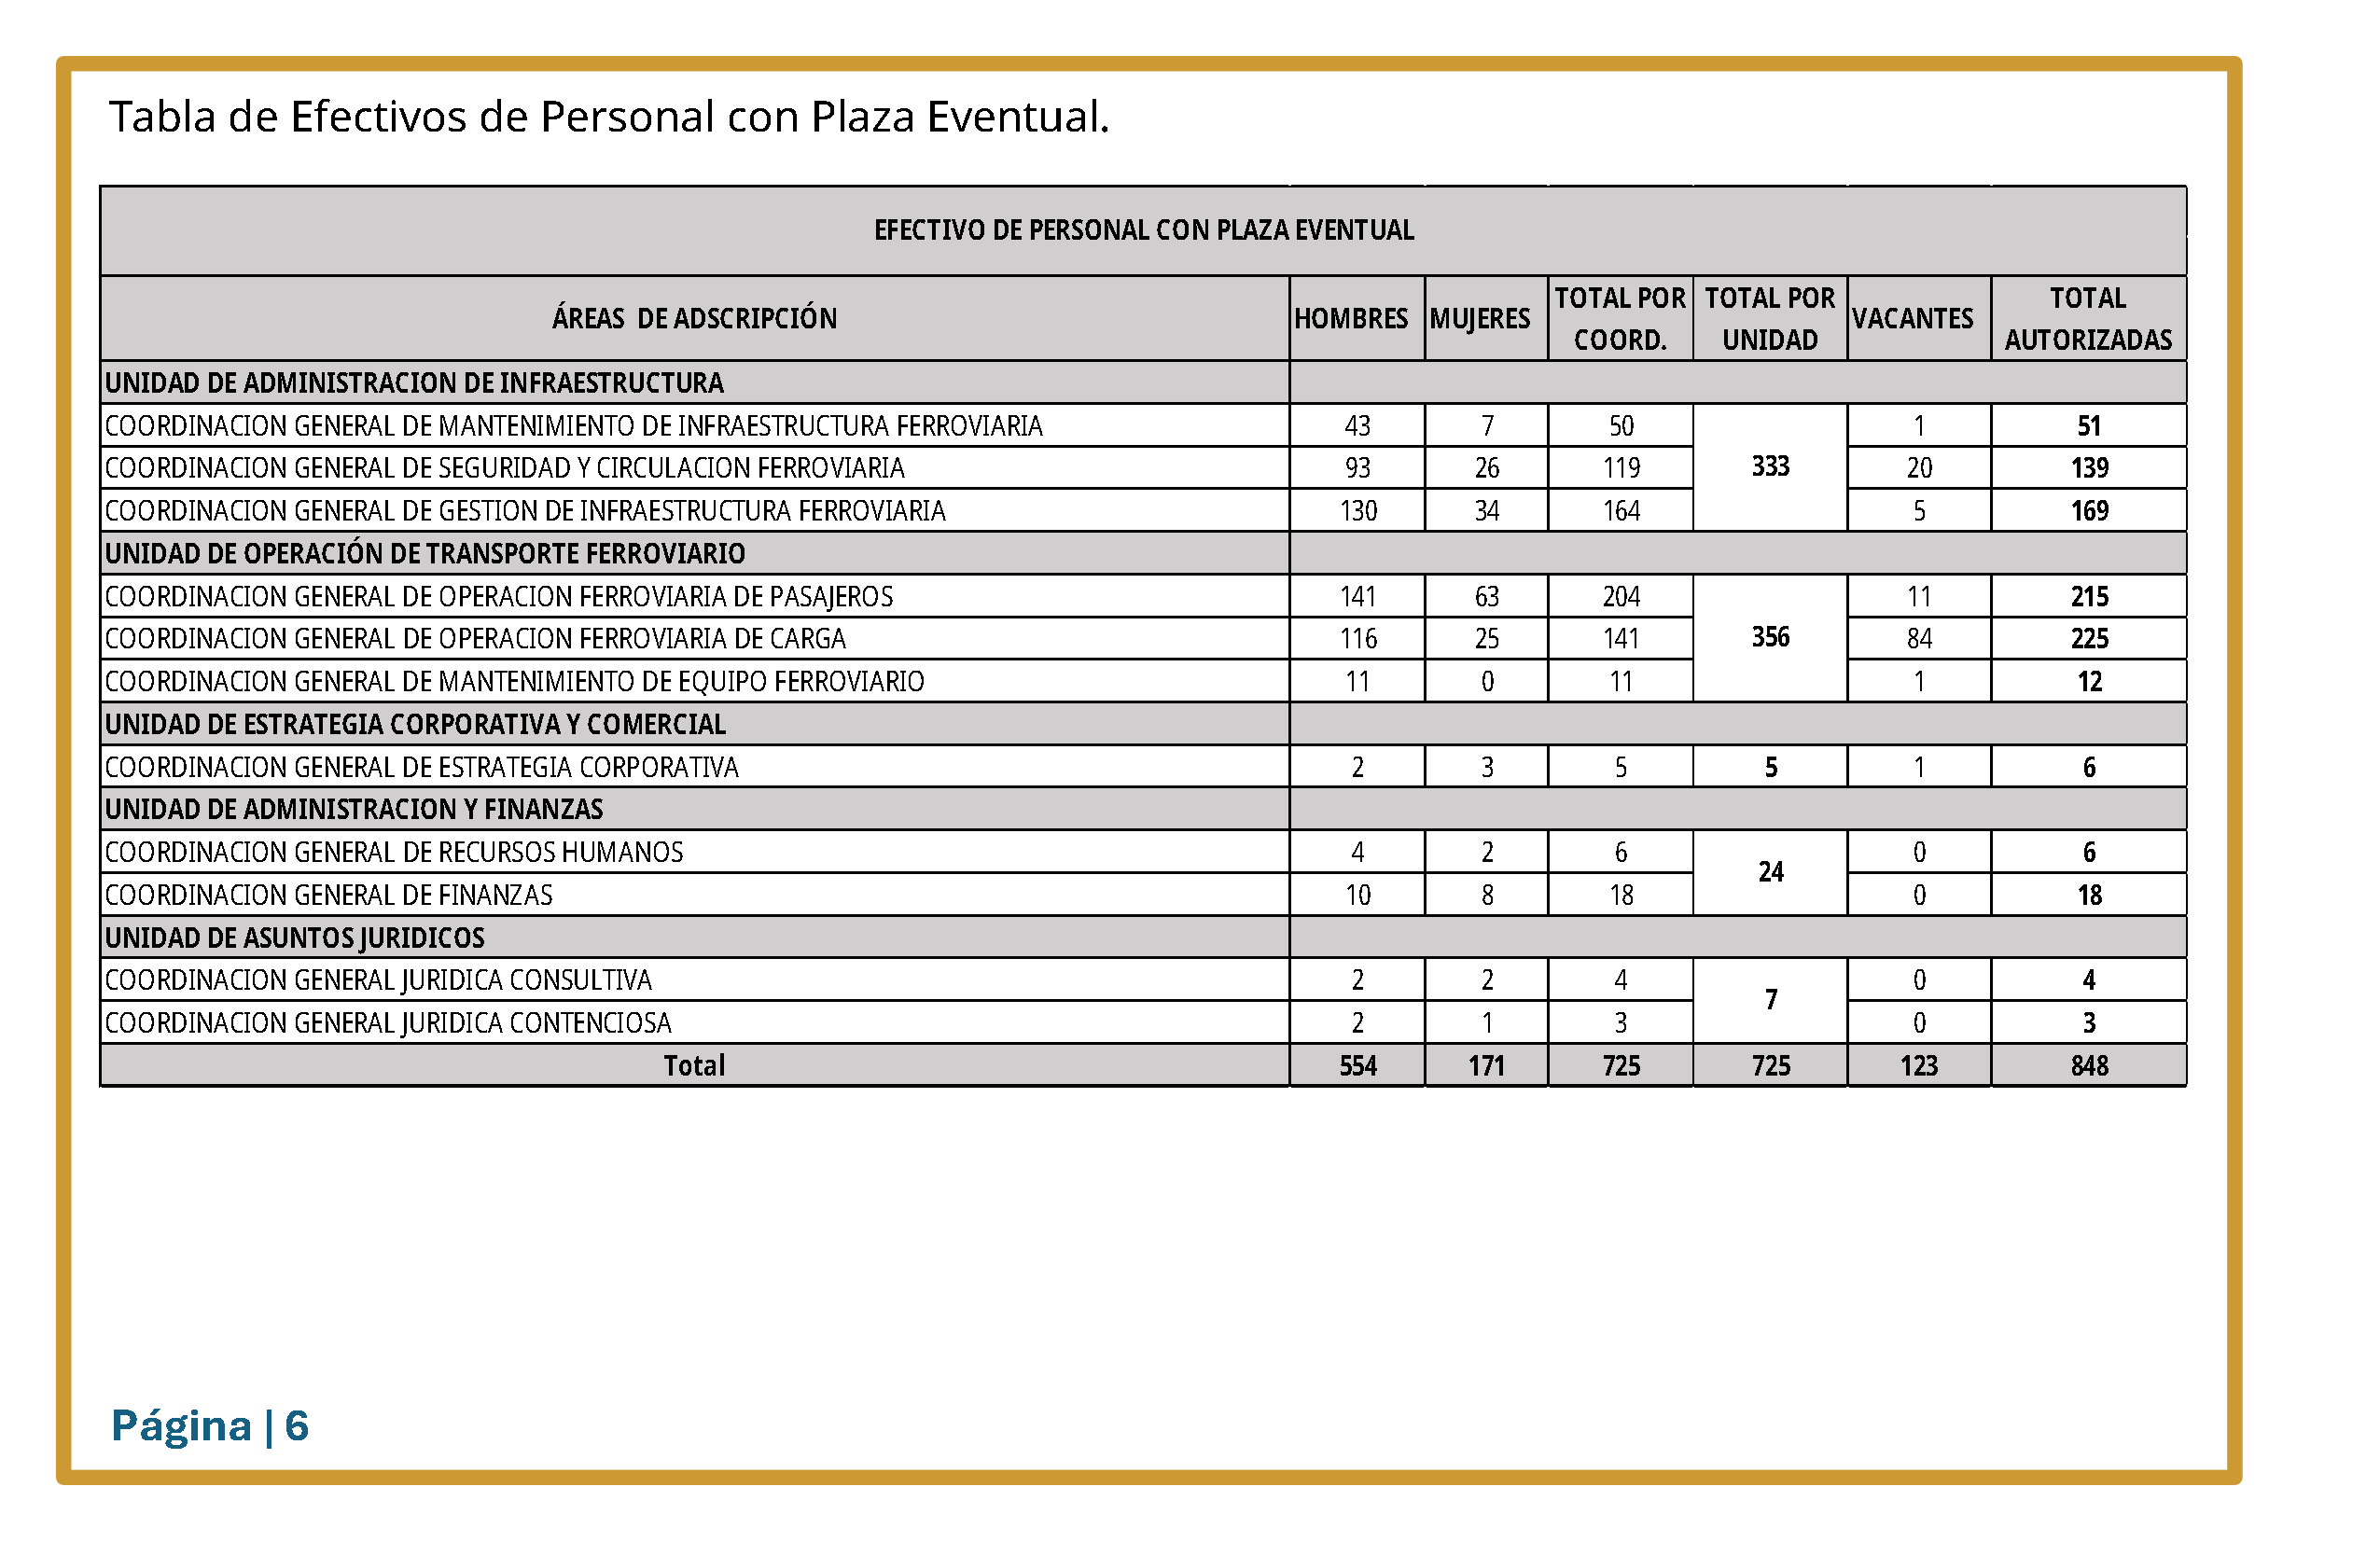 Tabla de Efectivos de Personal con Plaza Eventual.
EFECTIVO DE PERSONAL CON PLAZA EVENTUAL
ÁREAS DE ADSCRIPCIÓN HOMBRES MUJERES TOTAL POR COORD. TOTAL POR UNIDAD VACANTES TOTAL AUTORIZADAS
UNIDAD DE ADMINISTRACION DE INFRAESTRUCTURA
COORDINACION GENERAL DE MANTENIMIENTO DE INFRAESTRUCTURA FERROVIARIA 43 7 50 1 51
COORDINACION GENERAL DE SEGURIDAD Y CIRCULACION FERROVIARIA 93 26 119 333 20 139
COORDINACION GENERAL DE GESTION DE INFRAESTRUCTURA FERROVIARIA 130 34 164 5 169
UNIDAD DE OPERACIÓN DE TRANSPORTE FERROVIARIO
COORDINACION GENERAL DE OPERACION FERROVIARIA DE PASAJEROS 141 63 204 11 215
COORDINACION GENERAL DE OPERACION FERROVIARIA DE CARGA 116 25 141 356 84 225
COORDINACION GENERAL DE MANTENIMIENTO DE EQUIPO FERROVIARIO 11 0 11 1 12
UNIDAD DE ESTRATEGIA CORPORATIVA Y COMERCIAL
COORDINACION GENERAL DE ESTRATEGIA CORPORATIVA 2 3 5 5 1 6
UNIDAD DE ADMINISTRACION Y FINANZAS
COORDINACION GENERAL DE RECURSOS HUMANOS 4 2 6 24 0 6
COORDINACION GENERAL DE FINANZAS 10 8 18 0 18
UNIDAD DE ASUNTOS JURIDICOS
COORDINACION GENERAL JURIDICA CONSULTIVA 2 2 4 7 0 4
COORDINACION GENERAL JURIDICA CONTENCIOSA 2 1 3 0 3
Total 554 171 725 725 123 848
Página | 6